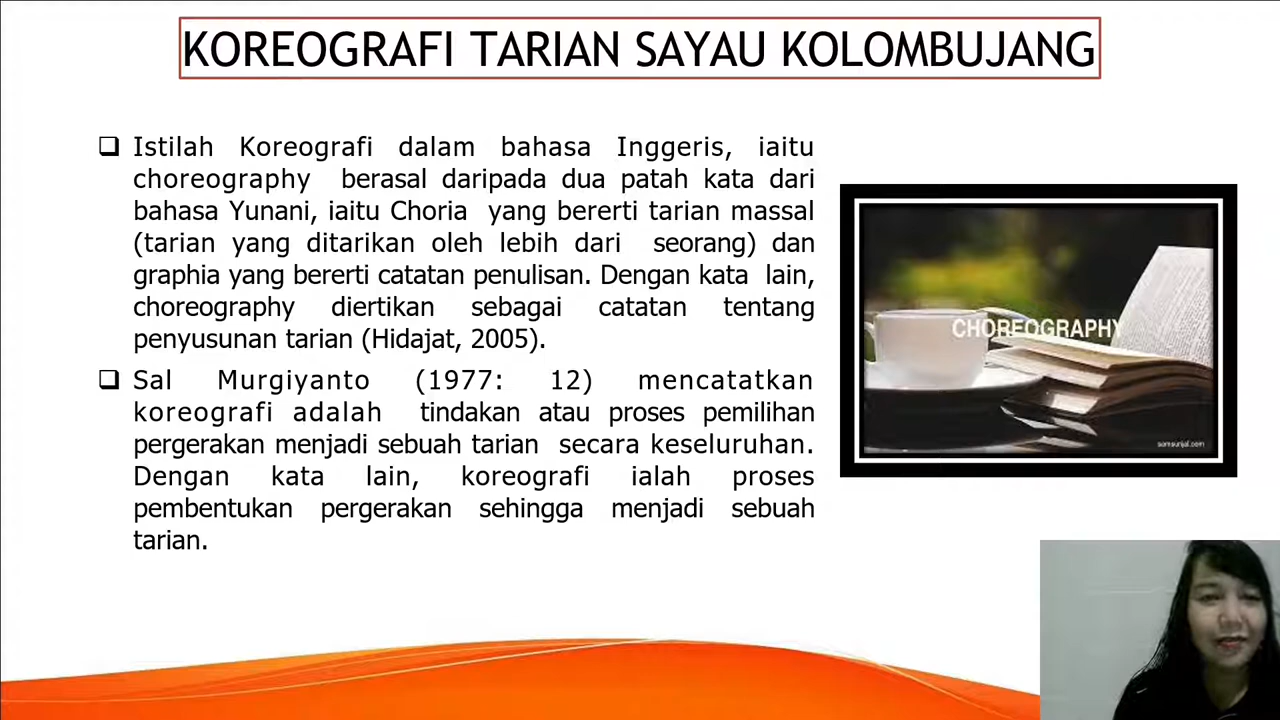 KOREOGRAFI TARIAN SAYAU KOLOMBUJANG
Istilah Koreografi dalam bahasa Inggeris, iaitu
choreography berasal daripada dua patah kata dari
bahasa Yunani, iaitu Choria yang bererti tarian massal
(tarian yang ditarikan oleh lebih dari seorang) dan
graphia yang bererti catatan penulisan. Dengan kata lain,
choreography diertikan sebagai catatan tentang
penyusunan tarian (Hidajat, 2005).
Sal Murgiyanto (1977: 12) mencatatkan
koreografi adalah tindakan atau proses pemilihan
pergerakan menjadi sebuah tarian secara keseluruhan.
Dengan kata lain, koreografi ialah proses
pembentukan pergerakan sehingga menjadi sebuah
tarian.
CHOREOGRAPHY
samsunjal.com